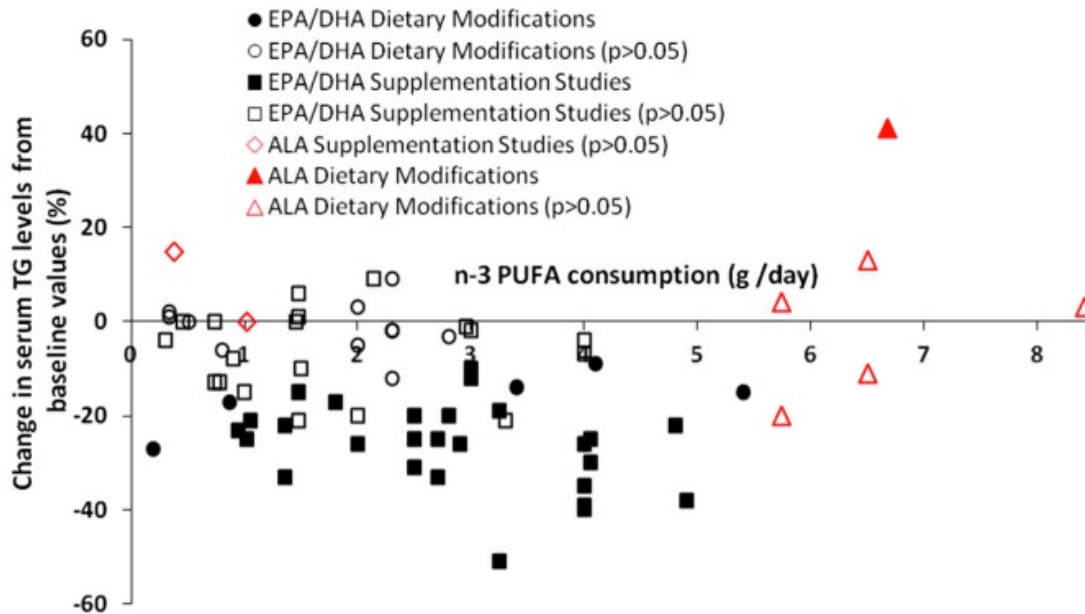 Change in serum TG levels from
baseline values (%)
60
40
20
0
-20
-40
-60
EPA/DHA Dietary Modifications
EPA/DHA Dietary Modifications (p>0.05)
EPA/DHA Supplementation Studies
EPA/DHA Supplementation Studies (p>0.05)
ALA Supplementation Studies (p>0.05)
ALA Dietary Modifications
ALA Dietary Modifications (p>0.05)
n-3 PUFA consumption (g /day)
0 1 2 3 4 5 6 7 8